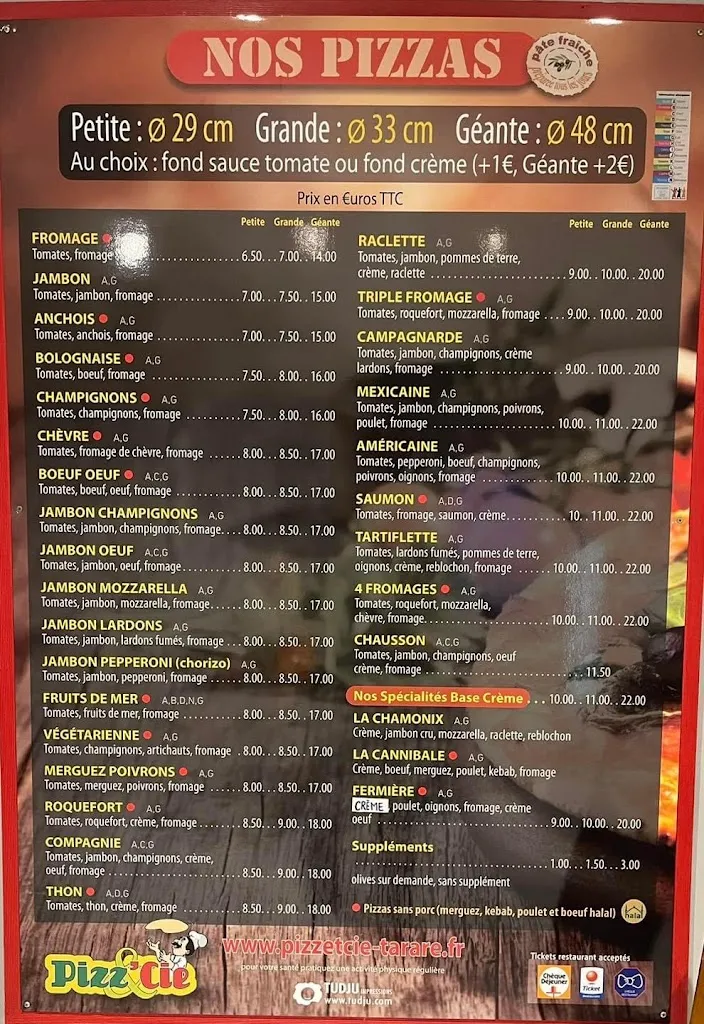 NOS PIZZAS
pâte fraîche
Petite : ø 29 cm Grande : ø 33 cm Géante : ø 48 cm
Au choix : fond sauce tomate ou fond crème (+1€, Géante +2€)
Prix en €uros TTC
Petite Grande Géante
FROMAGE
Tomates, fromage 6.50 . . . 7.00 . . . 14.00
JAMBON A,G
Tomates, jambon, fromage 7.00 . . . 7.50 . . . 15.00
ANCHOIS A,G
Tomates, anchois, fromage 7.00 . . . 7.50 . . . 15.00
BOLOGNAISE A,G
Tomates, boeuf, fromage 7.50 . . . 8.00 . . . 16.00
CHAMPIGNONS A,G
Tomates, champignons, fromage 7.50 . . . 8.00 . . . 16.00
CHÈVRE A,G
Tomates, fromage de chèvre, fromage 8.00 . . . 8.50 . . . 17.00
BOEUF OEUF A,C,G
Tomates, boeuf, oeuf, fromage 8.00 . . . 8.50 . . . 17.00
JAMBON CHAMPIGNONS A,G
Tomates, jambon, champignons, fromage 8.00 . . . 8.50 . . . 17.00
JAMBON OEUF A,C,G
Tomates, jambon, oeuf, fromage 8.00 . . . 8.50 . . . 17.00
JAMBON MOZZARELLA A,G
Tomates, jambon, mozzarella, fromage 8.00 . . . 8.50 . . . 17.00
JAMBON LARDONS A,G
Tomates, jambon, lardons fumés, fromage 8.00 . . . 8.50 . . . 17.00
JAMBON PEPPERONI (chorizo) A,G
Tomates, jambon, pepperoni, fromage 8.00 . . . 8.50 . . . 17.00
FRUITS DE MER A,B,D,N,G
Tomates, fruits de mer, fromage 8.00 . . . 8.50 . . . 17.00
VÉGÉTARIENNE A,G
Tomates, champignons, artichauts, fromage 8.00 . . . 8.50 . . . 17.00
MERGUEZ POIVRONS A,G
Tomates, merguez, poivrons, fromage 8.00 . . . 8.50 . . . 17.00
ROQUEFORT A,G
Tomates, roquefort, crème, fromage 8.50 . . . 9.00 . . . 18.00
COMPAGNIE A,C,G
Tomates, jambon, champignons, crème,
oeuf, fromage 8.50 . . . 9.00 . . . 18.00
THON A,D,G
Tomates, thon, crème, fromage 8.50 . . . 9.00 . . . 18.00
Petite Grande Géante
RACLETTE A,G
Tomates, jambon, pommes de terre,
crème, raclette 9.00 . . 10.00 . . 20.00
TRIPLE FROMAGE A,G
Tomates, roquefort, mozzarella, fromage 9.00 . . 10.00 . . 20.00
CAMPAGNARDE A,G
Tomates, jambon, champignons, crème
lardons, fromage 9.00 . . 10.00 . . 20.00
MEXICAINE A,G
Tomates, jambon, champignons, poivrons,
poulet, fromage 10.00 . . 11.00 . . 22.00
AMÉRICAINE A,G
Tomates, pepperoni, boeuf, champignons,
poivrons, oignons, fromage 10.00 . . 11.00 . . 22.00
SAUMON A,D,G
Tomates, fromage, saumon, crème 10. . . 11.00 . . 22.00
TARTIFLETTE A,G
Tomates, lardons fumés, pommes de terre,
oignons, crème, reblochon, fromage 10.00 . . 11.00 . . 22.00
4 FROMAGES A,G
Tomates, roquefort, mozzarella,
chèvre, fromage 10.00 . . 11.00 . . 22.00
CHAUSSON A,C,G
Tomates, jambon, champignons, oeuf
crème, fromage 11.50
Nos Spécialités Base Crème . . . 10.00 . . 11.00 . . 22.00
LA CHAMONIX A,G
Crème, jambon cru, mozzarella, raclette, reblochon
LA CANNIBALE A,G
Crème, boeuf, merguez, poulet, kebab, fromage
FERMIÈRE A,G
CRÈME, poulet, oignons, fromage, crème
oeuf 9.00 . . 10.00 . . 20.00
Suppléments
1.00 . . . 1.50 . . . 3.00
olives sur demande, sans supplément
Pizzas sans porc (merguez, kebab, poulet et boeuf halal)
halal
Pizz'Cie
www.pizzetcie-tarare.fr
pour votre santé pratiquez une activité physique régulière
TUDJU IMPRESSIONS
www.tudju.com
Tickets restaurant acceptés
Chèque
Déjeuner
Ticket